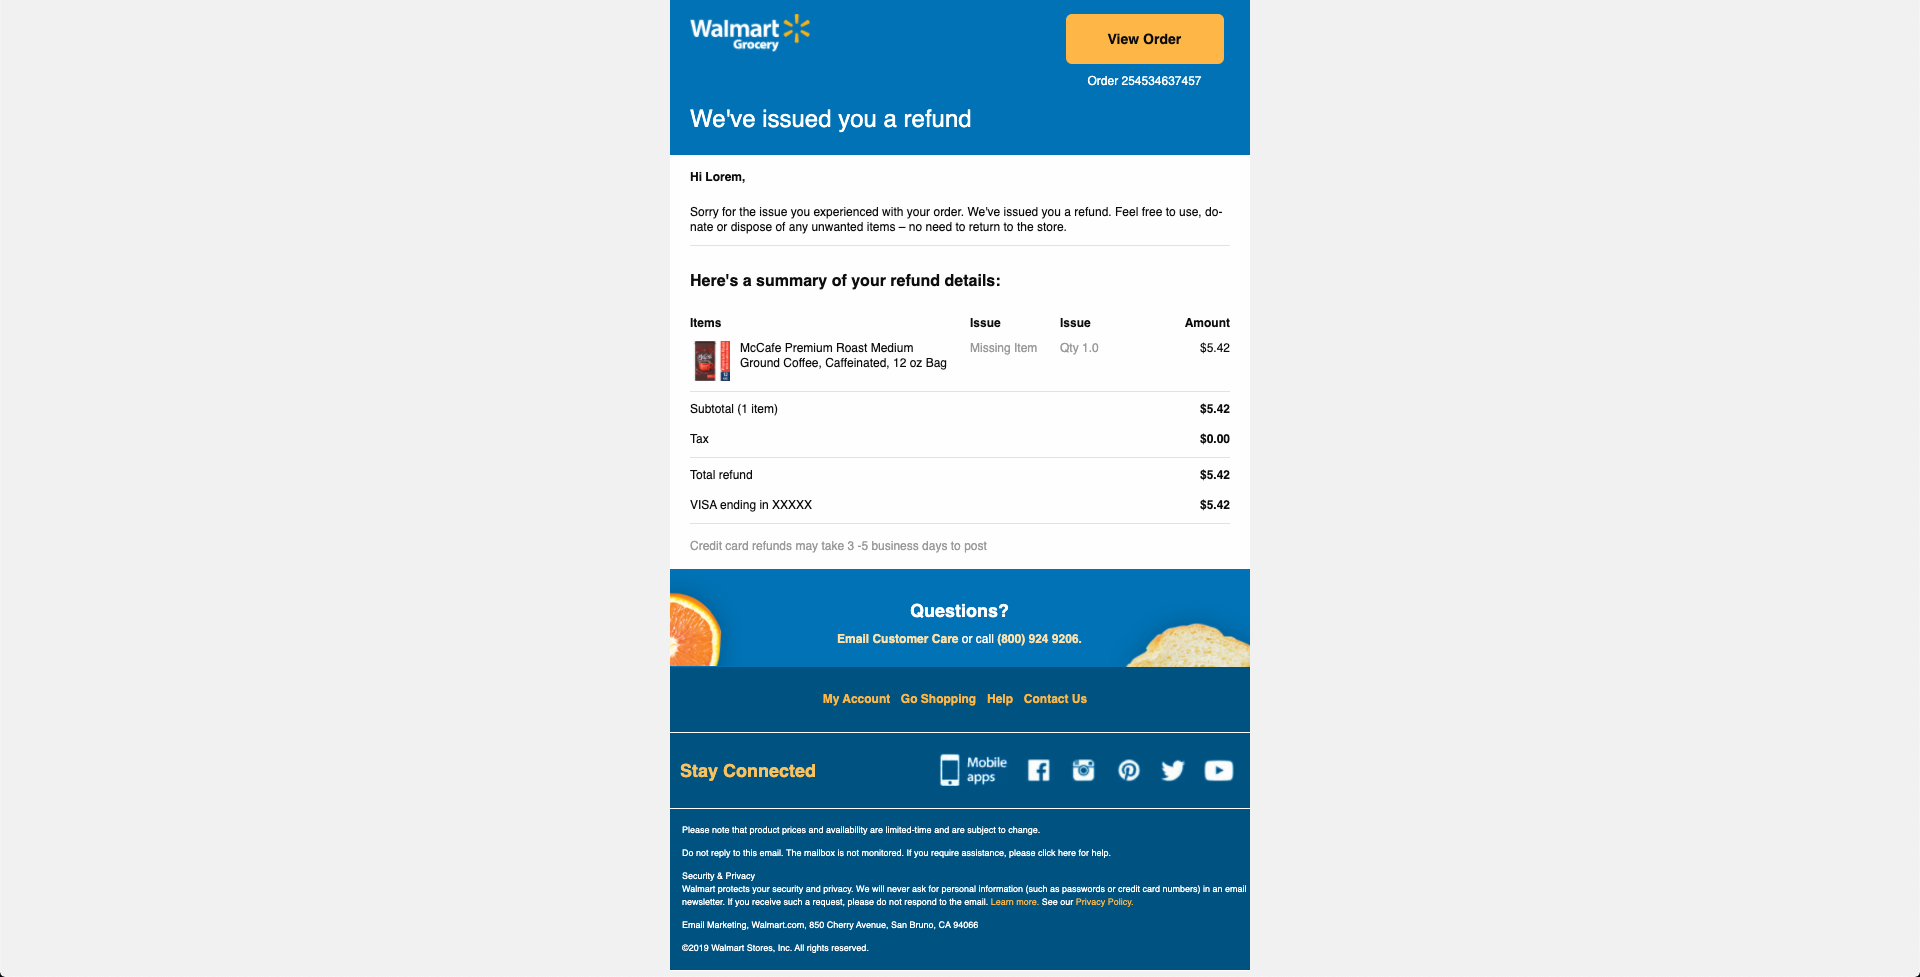 Walmart
Grocery
View Order
Order 254534637457
We've issued you a refund
Hi Lorem,
Sorry for the issue you experienced with your order. We've issued you a refund. Feel free to use, do-
nate or dispose of any unwanted items – no need to return to the store.
Here's a summary of your refund details:
Items Issue Issue Amount
McCafe Premium Roast Medium Missing Item Qty 1.0 $5.42
Ground Coffee, Caffeinated, 12 oz Bag
Subtotal (1 item) $5.42
Tax $0.00
Total refund $5.42
VISA ending in XXXXX $5.42
Credit card refunds may take 3 -5 business days to post
Questions?
Email Customer Care or call (800) 924 9206.
My Account Go Shopping Help Contact Us
Stay Connected
Mobile
apps
Please note that product prices and availability are limited-time and are subject to change.
Do not reply to this email. The mailbox is not monitored. If you require assistance, please click here for help.
Security & Privacy
Walmart protects your security and privacy. We will never ask for personal information (such as passwords or credit card numbers) in an email
newsletter. If you receive such a request, please do not respond to the email. Learn more. See our Privacy Policy.
Email Marketing, Walmart.com, 850 Cherry Avenue, San Bruno, CA 94066
©2019 Walmart Stores, Inc. All rights reserved.